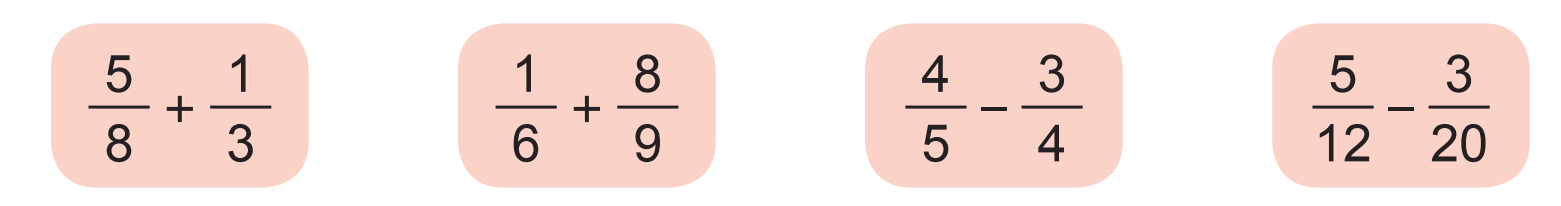 5/8 + 1/3
1/6 + 8/9
4/5 – 3/4
5/12 – 3/20